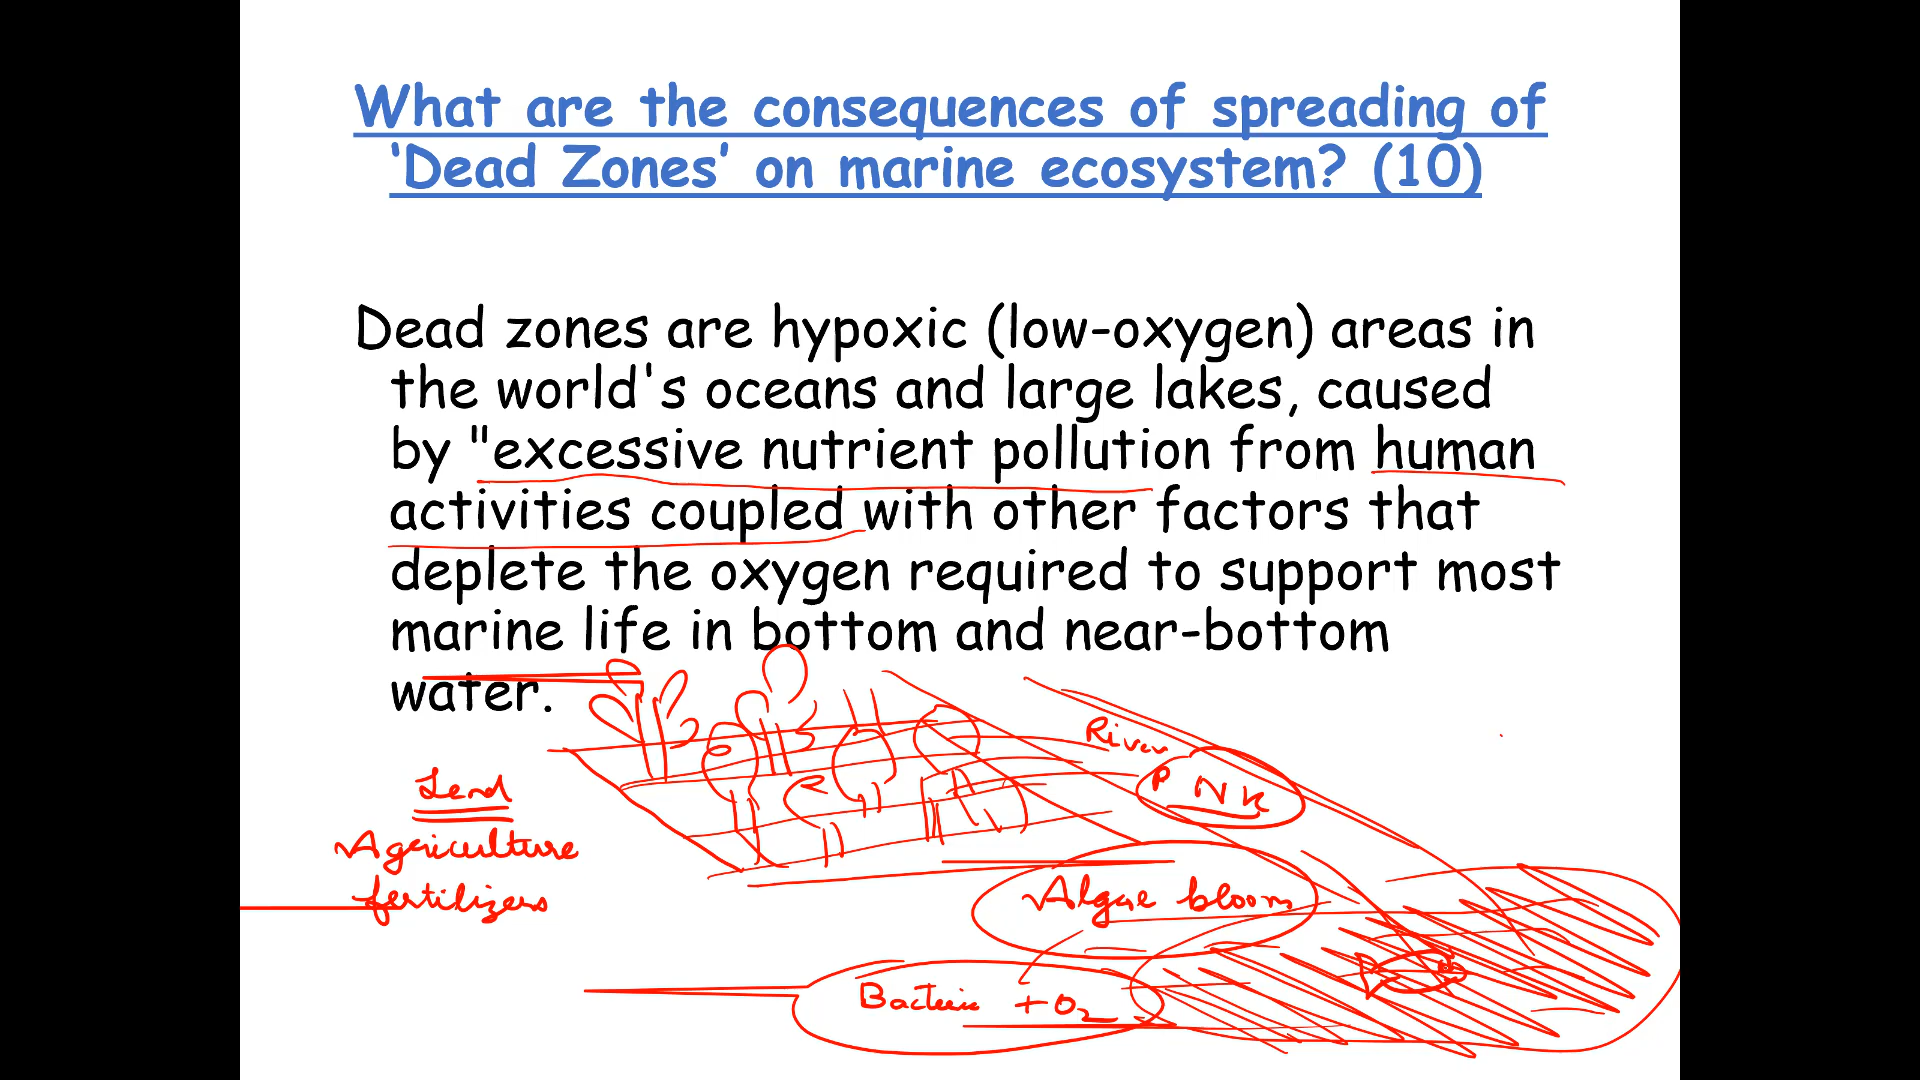 What are the consequences of spreading of
‘Dead Zones’ on marine ecosystem? (10)
Dead zones are hypoxic (low-oxygen) areas in
the world's oceans and large lakes, caused
by "excessive nutrient pollution from human
activities coupled with other factors that
deplete the oxygen required to support most
marine life in bottom and near-bottom
water.
River
P N K
Agriculture
fertilizers
Algae bloom
Bacteria + O2